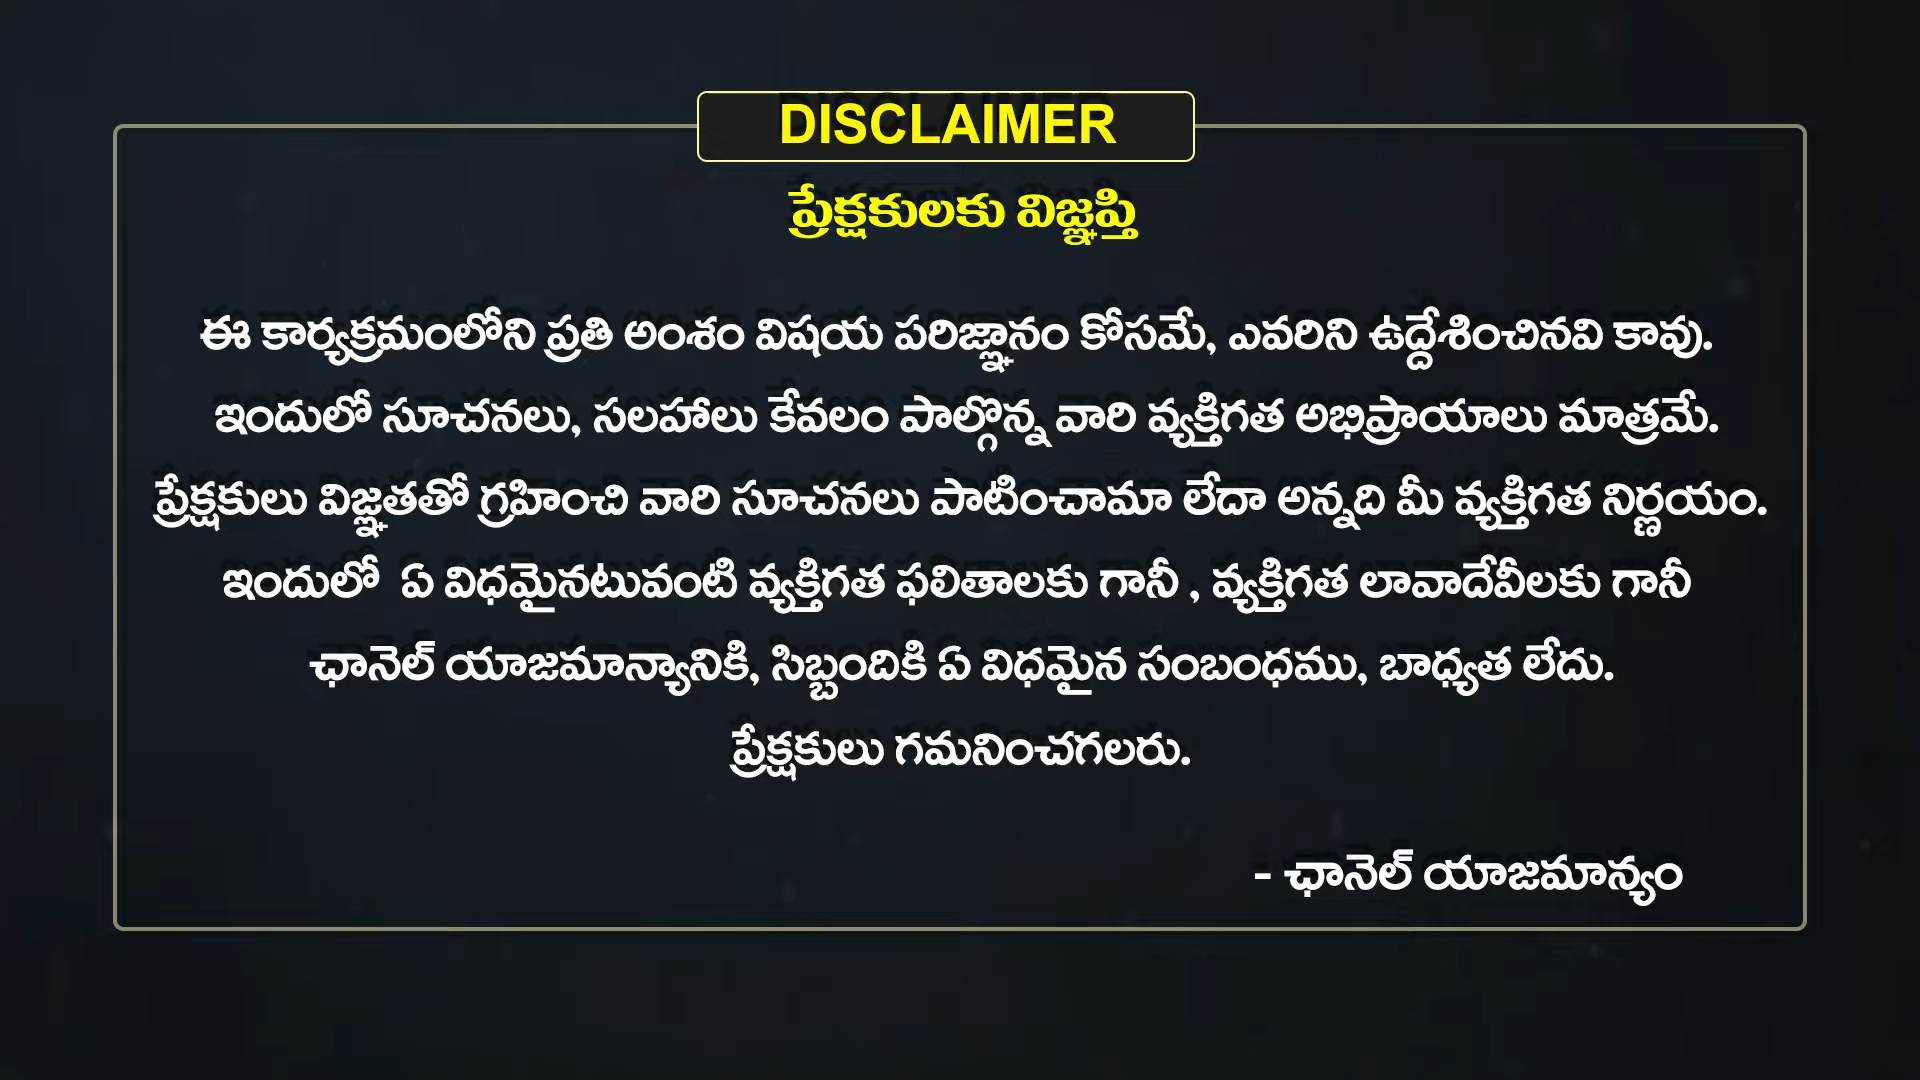 DISCLAIMER
ప్రేక్షకులకు విజ్ఞప్తి
ఈ కార్యక్రమంలోని ప్రతి అంశం విషయ పరిజ్ఞానం కోసమే, ఎవరిని ఉద్దేశించినవి కావు.
ఇందులో సూచనలు, సలహాలు కేవలం పాల్గొన్న వారి వ్యక్తిగత అభిప్రాయాలు మాత్రమే.
ప్రేక్షకులు విజ్ఞతతో గ్రహించి వారి సూచనలు పాటించామా లేదా అన్నది మీ వ్యక్తిగత నిర్ణయం.
ఇందులో ఏ విధమైనటువంటి వ్యక్తిగత ఫలితాలకు గానీ , వ్యక్తిగత లావాదేవీలకు గానీ
ఛానెల్ యాజమాన్యానికి, సిబ్బందికి ఏ విధమైన సంబంధము, బాధ్యత లేదు.
ప్రేక్షకులు గమనించగలరు.
- ఛానెల్ యాజమాన్యం